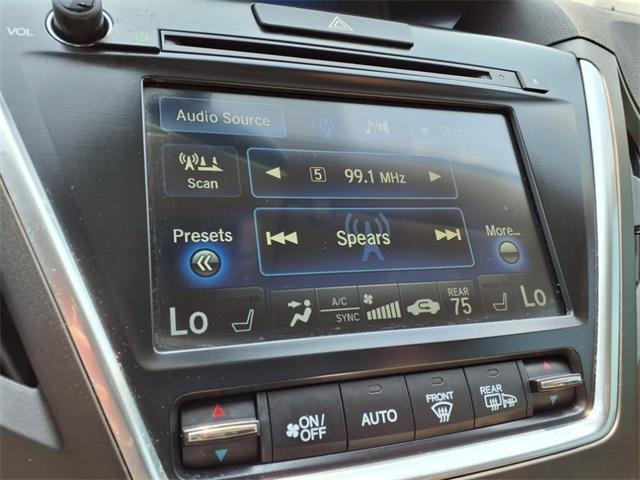 VOL
Audio Source
Shortcuts
Scan
5 99.1 MHz
Presets
Spears
More...
Lo
A/C
SYNC
REAR
75
Lo
ON/
OFF
AUTO
FRONT
REAR